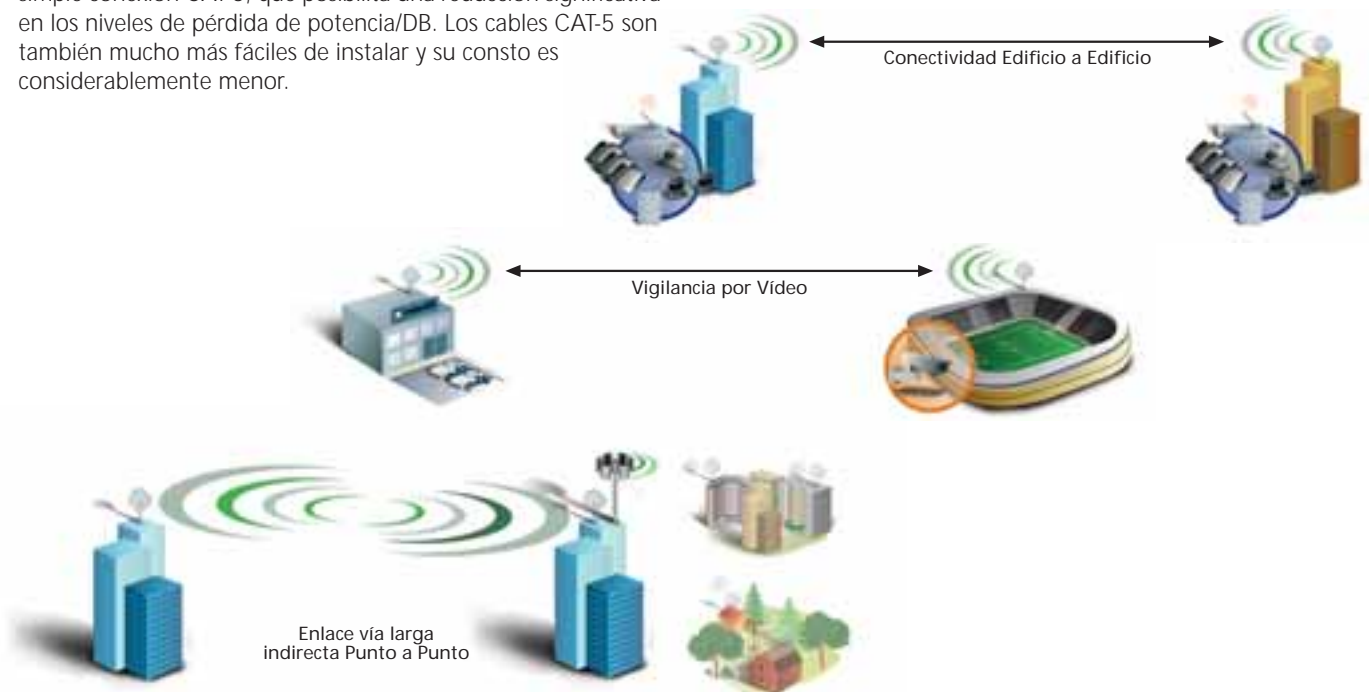 en los niveles de pérdida de potencia/DB. Los cables CAT-5 son
también mucho más fáciles de instalar y su consto es
considerablemente menor.
Conectividad Edificio a Edificio
Vigilancia por Vídeo
Enlace vía larga
indirecta Punto a Punto